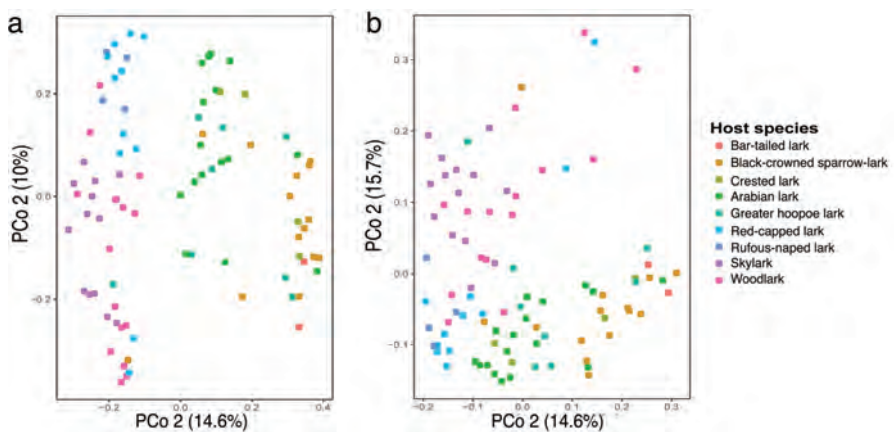 a
b
PCo 2 (10%)
0.2
0.0
−0.2
−0.2
0.0
0.2
0.4
PCo 2 (14.6%)
PCo 2 (15.7%)
0.3
0.2
0.1
0.0
−0.1
−0.2
−0.1
0.0
0.1
0.2
0.3
PCo 2 (14.6%)
Host species
Bar-tailed lark
Black-crowned sparrow-lark
Crested lark
Arabian lark
Greater hoopoe lark
Red-capped lark
Rufous-naped lark
Skylark
Woodlark